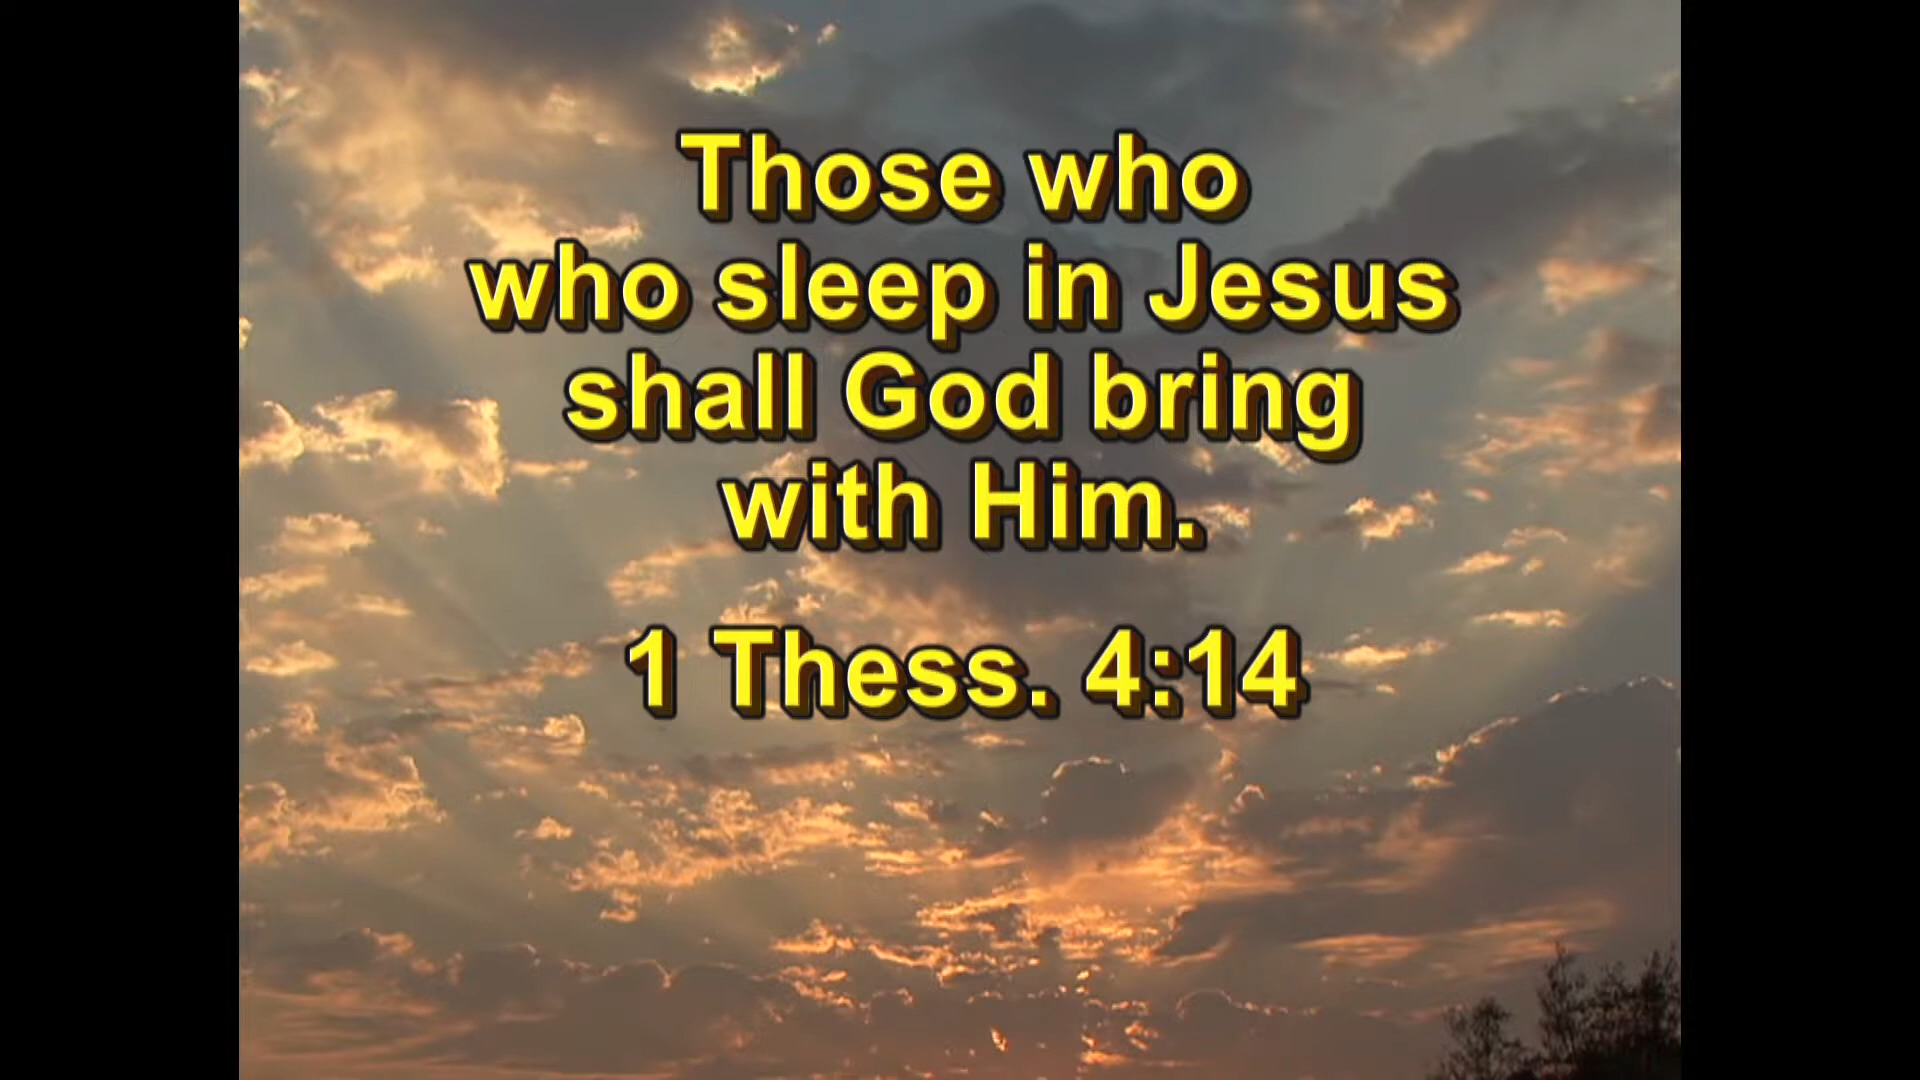 Those who
who sleep in Jesus
shall God bring
with Him.
1 Thess. 4:14